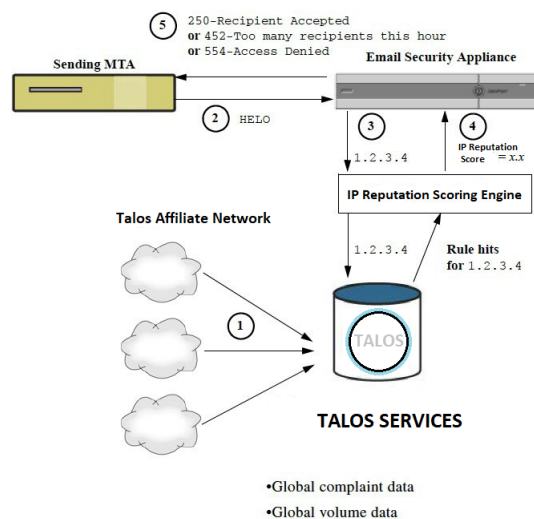 5
250-Recipient Accepted
or 452-Too many recipients this hour
or 554-Access Denied
Sending MTA
Email Security Appliance
2
HELO
3
4
1.2.3.4
IP Reputation
Score = x.x
IP Reputation Scoring Engine
Talos Affiliate Network
1.2.3.4
Rule hits
for 1.2.3.4
1
TALOS
TALOS SERVICES
•Global complaint data
•Global volume data